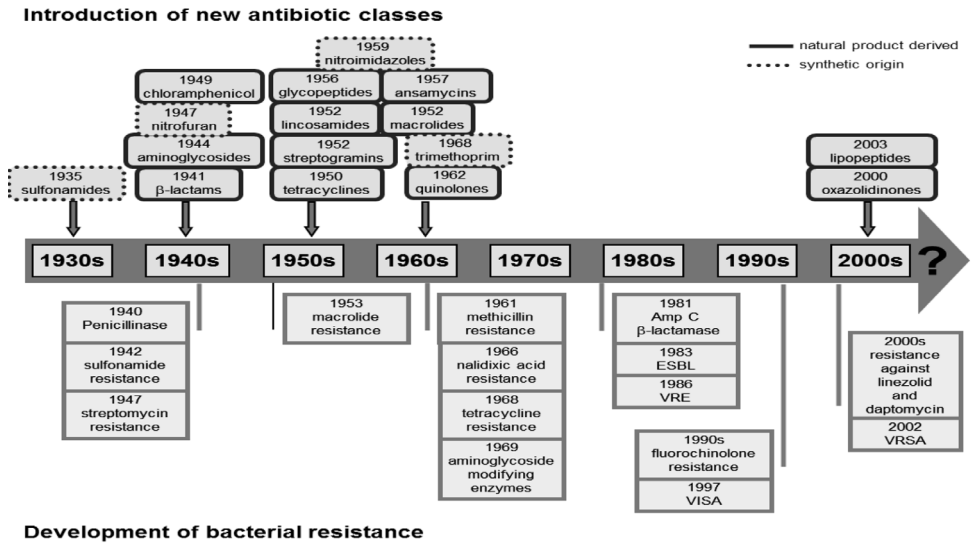 Introduction of new antibiotic classes
natural product derived
synthetic origin
1935
sulfonamides
1949
chloramphenicol
1947
nitrofuran
1944
aminoglycosides
1941
β-lactams
1959
nitroimidazoles
1956
glycopeptides
1957
ansamycins
1952
lincosamides
1952
macrolides
1952
streptogramins
1968
trimethoprim
1950
tetracyclines
1962
quinolones
2003
lipopeptides
2000
oxazolidinones
1930s
1940s
1950s
1960s
1970s
1980s
1990s
2000s
?
1940
Penicillinase
1942
sulfonamide
resistance
1947
streptomycin
resistance
1953
macrolide
resistance
1961
methicillin
resistance
1966
nalidixic acid
resistance
1968
tetracycline
resistance
1969
aminoglycoside
modifying
enzymes
1981
Amp C
β-lactamase
1983
ESBL
1986
VRE
1990s
fluorochinolone
resistance
1997
VISA
2000s
resistance
against
linezolid
and
daptomycin
2002
VRSA
Development of bacterial resistance